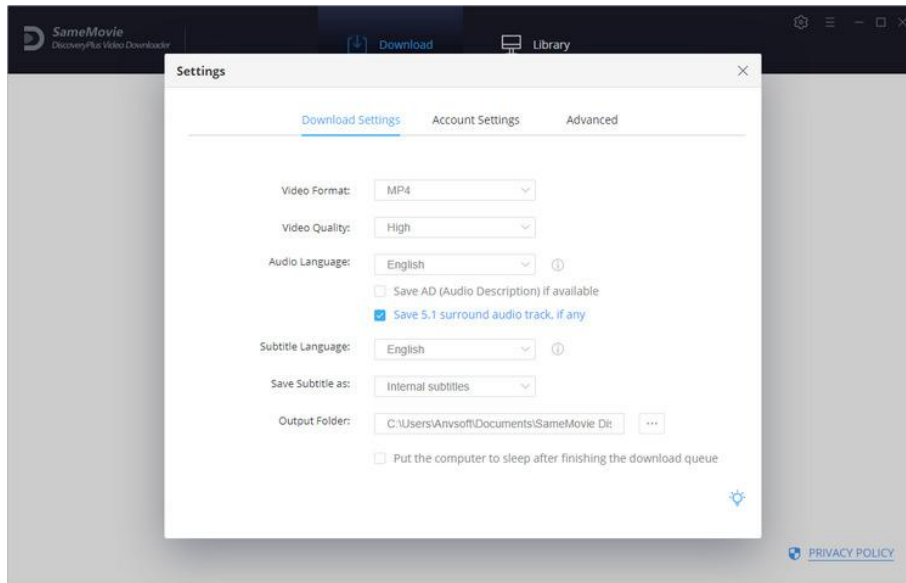 SameMovie
DiscoveryPlus Video Downloader
Download
Library
Settings
Download Settings
Account Settings
Advanced
Video Format:
MP4
Video Quality:
High
Audio Language:
English
Save AD (Audio Description) if available
Save 5.1 surround audio track, if any
Subtitle Language:
English
Save Subtitle as:
Internal subtitles
Output Folder:
C:\Users\Anvsoft\Documents\SameMovie Dis
Put the computer to sleep after finishing the download queue
PRIVACY POLICY